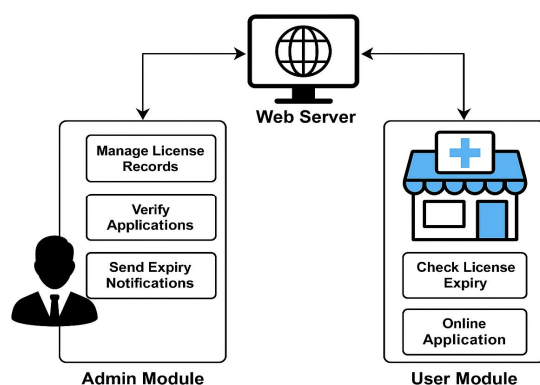 Web Server
Manage License
Records
Verify
Applications
Send Expiry
Notifications
Admin Module
Check License
Expiry
Online
Application
User Module